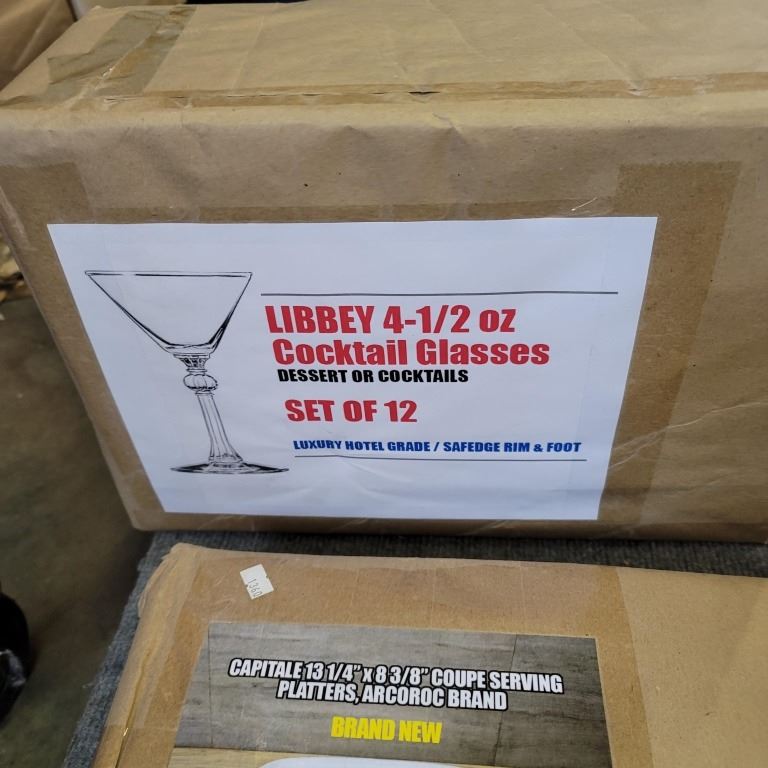 LIBBEY 4-1/2 oz
Cocktail Glasses
DESSERT OR COCKTAILS
SET OF 12
LUXURY HOTEL GRADE / SAFEDGE RIM & FOOT
1360
CAPITALE 13 1/4" X 8 3/8" COUPE SERVING
PLATTERS, ARCOROC BRAND
BRAND NEW